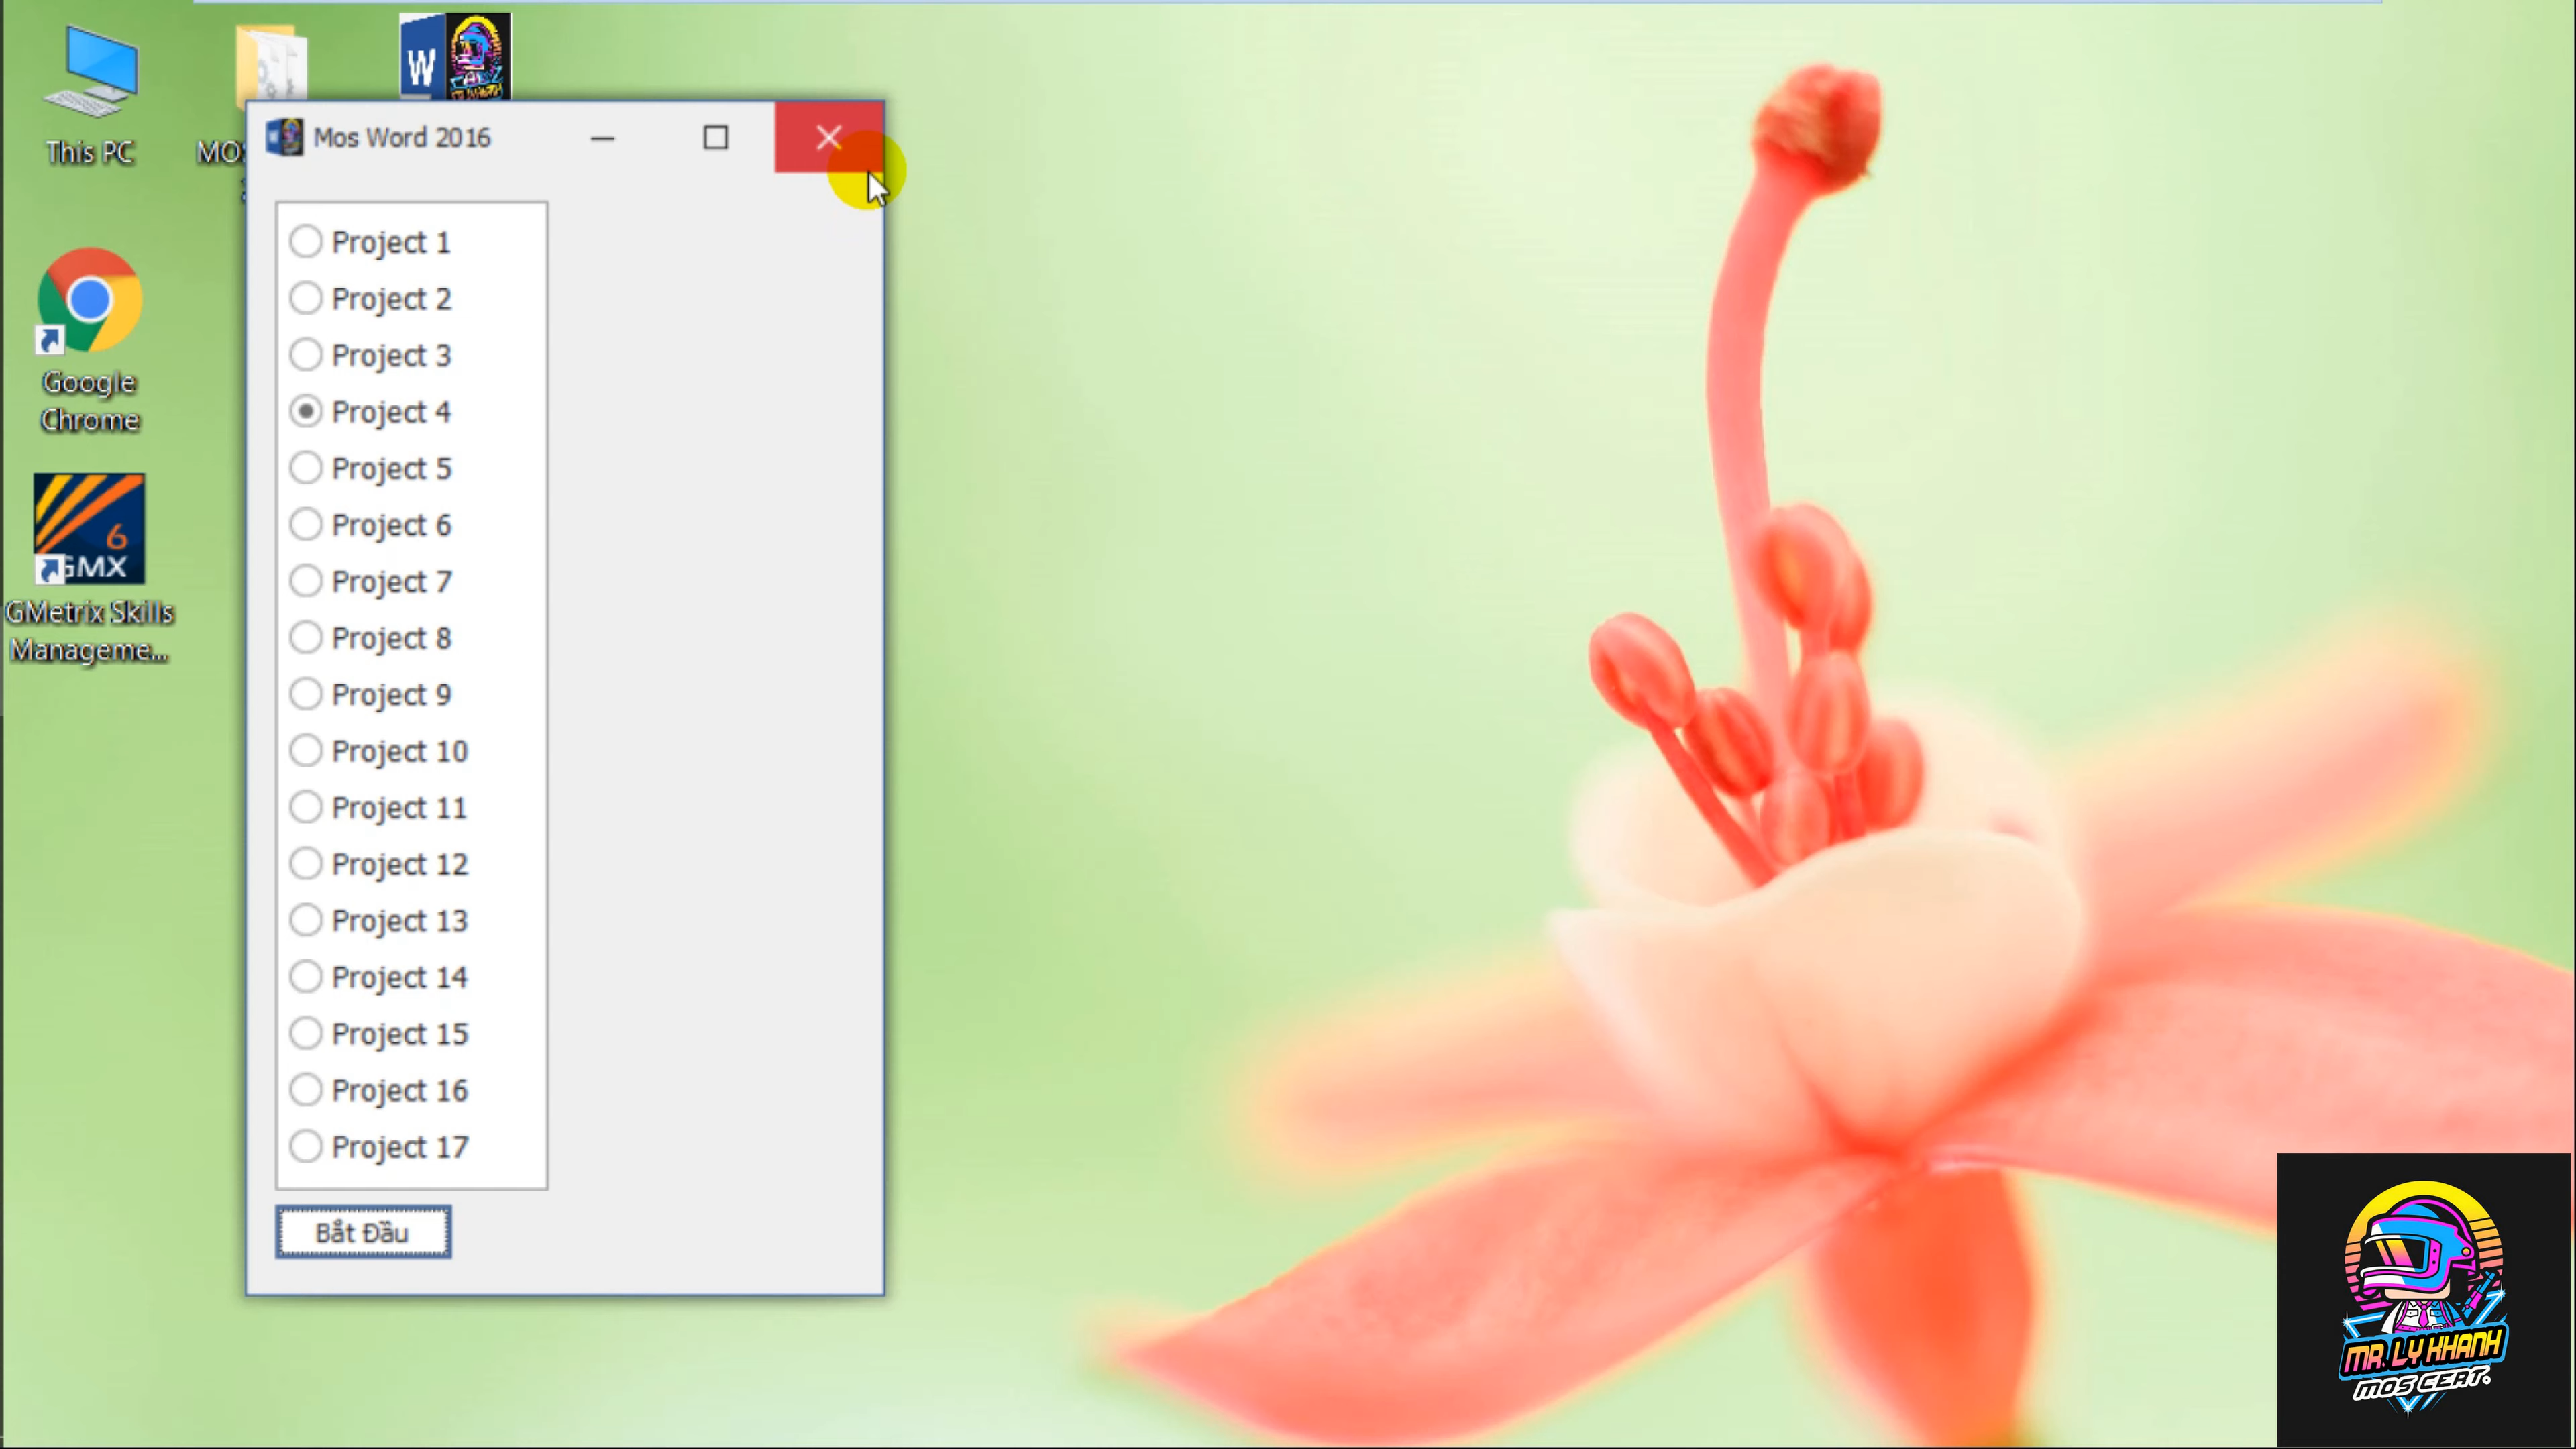 This PC
MO
W
Mos Word 2016
Project 1
Project 2
Project 3
Project 4
Project 5
Project 6
Project 7
Project 8
Project 9
Project 10
Project 11
Project 12
Project 13
Project 14
Project 15
Project 16
Project 17
Bắt Đầu
Google
Chrome
6
GMX
GMetrix Skills
Manageme...
MR. LY KHANH
MOS CERT.